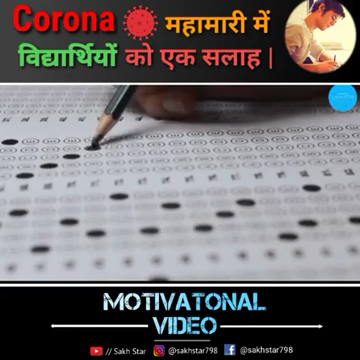 Corona महामारी में
विद्यार्थियों को एक सलाह |
MOTIVATONAL
VIDEO
// Sakh Star @sakhstar798 @sakhstar798